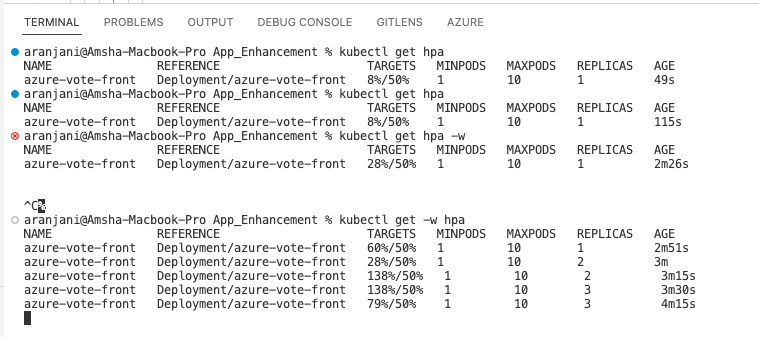 TERMINAL PROBLEMS OUTPUT DEBUG CONSOLE GITLENS AZURE
aranjani@Amsha-Macbook-Pro App_Enhancement % kubectl get hpa
NAME REFERENCE TARGETS MINPODS MAXPODS REPLICAS AGE
azure-vote-front Deployment/azure-vote-front 8%/50% 1 10 1 49s
aranjani@Amsha-Macbook-Pro App_Enhancement % kubectl get hpa
NAME REFERENCE TARGETS MINPODS MAXPODS REPLICAS AGE
azure-vote-front Deployment/azure-vote-front 8%/50% 1 10 1 115s
aranjani@Amsha-Macbook-Pro App_Enhancement % kubectl get hpa -w
NAME REFERENCE TARGETS MINPODS MAXPODS REPLICAS AGE
azure-vote-front Deployment/azure-vote-front 28%/50% 1 10 1 2m26s
^C%
aranjani@Amsha-Macbook-Pro App_Enhancement % kubectl get -w hpa
NAME REFERENCE TARGETS MINPODS MAXPODS REPLICAS AGE
azure-vote-front Deployment/azure-vote-front 60%/50% 1 10 1 2m51s
azure-vote-front Deployment/azure-vote-front 28%/50% 1 10 2 3m
azure-vote-front Deployment/azure-vote-front 138%/50% 1 10 2 3m15s
azure-vote-front Deployment/azure-vote-front 138%/50% 1 10 3 3m30s
azure-vote-front Deployment/azure-vote-front 79%/50% 1 10 3 4m15s